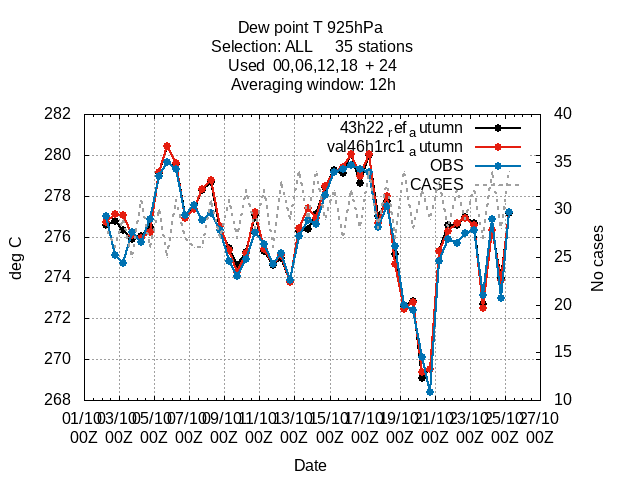 Dew point T 925hPa
Selection: ALL 35 stations
Used 00,06,12,18 + 24
Averaging window: 12h
282
280
278
276
274
272
270
268
40
35
30
25
20
15
10
43h22refautumn
val46h1rc1autumn
OBS
CASES
deg C
No cases
01/10 03/10 05/10 07/10 09/10 11/10 13/10 15/10 17/10 19/10 21/10 23/10 25/10 27/10
00Z 00Z 00Z 00Z 00Z 00Z 00Z 00Z 00Z 00Z 00Z 00Z 00Z 00Z
Date